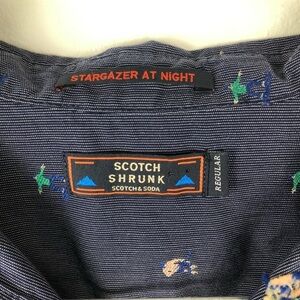 STARGAZER AT NiGHT
SCOTCH
SHRUNK
SCOTCH & SODA
REGULAR